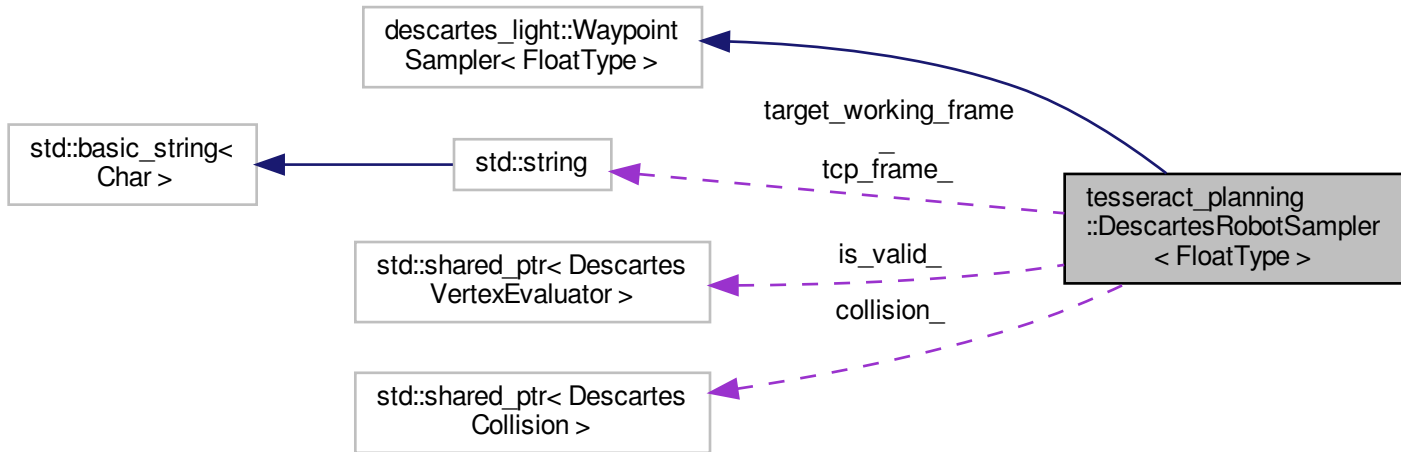 descartes_light::Waypoint
Sampler< FloatType >
target_working_frame
_
tcp_frame_
std::basic_string<
Char >
std::string
tesseract_planning
::DescartesRobotSampler
< FloatType >
std::shared_ptr< Descartes
VertexEvaluator >
is_valid_
collision_
std::shared_ptr< Descartes
Collision >